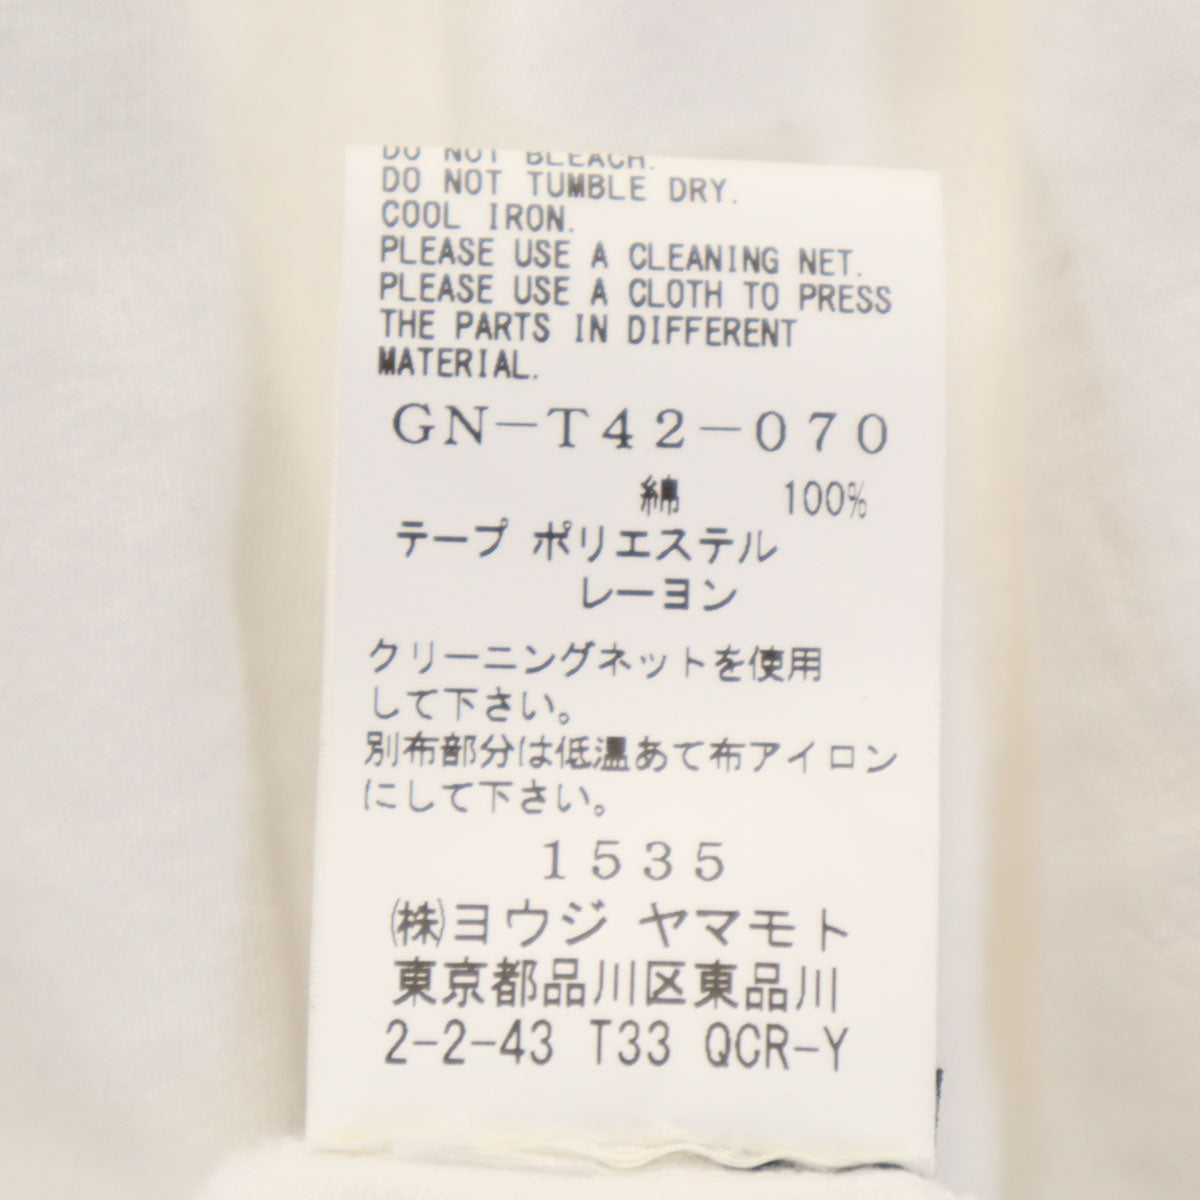 DO NOT BLEACH.
DO NOT TUMBLE DRY.
COOL IRON.
PLEASE USE A CLEANING NET.
PLEASE USE A CLOTH TO PRESS
THE PARTS IN DIFFERENT
MATERIAL.
GN-T42-070
綿 100%
テープ ポリエステル
レーヨン
クリーニングネットを使用
して下さい。
別布部分は低温あて布アイロン
にして下さい。
1535
㈱ヨウジ ヤマモト
東京都品川区東品川
2-2-43 T33 QCR-Y